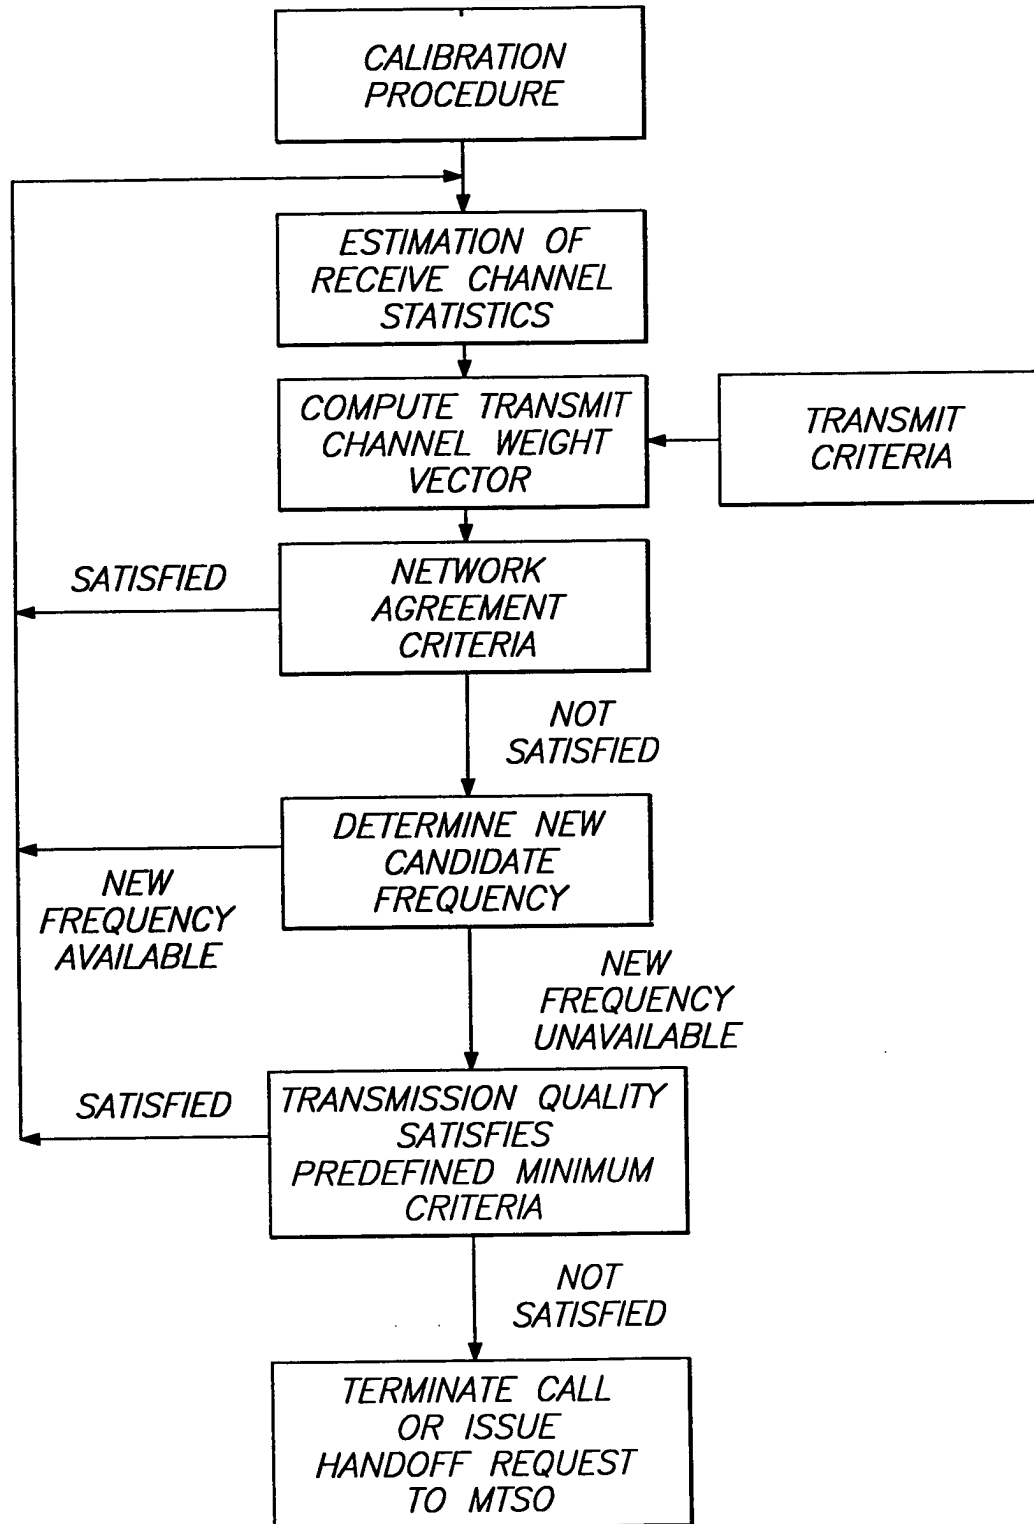 CALIBRATION
PROCEDURE
ESTIMATION OF
RECEIVE CHANNEL
STATISTICS
COMPUTE TRANSMIT
CHANNEL WEIGHT
VECTOR
TRANSMIT
CRITERIA
SATISFIED
NETWORK
AGREEMENT
CRITERIA
NOT
SATISFIED
DETERMINE NEW
CANDIDATE
FREQUENCY
NEW
FREQUENCY
AVAILABLE
NEW
FREQUENCY
UNAVAILABLE
SATISFIED
TRANSMISSION QUALITY
SATISFIES
PREDEFINED MINIMUM
CRITERIA
NOT
SATISFIED
TERMINATE CALL
OR ISSUE
HANDOFF REQUEST
TO MTSO